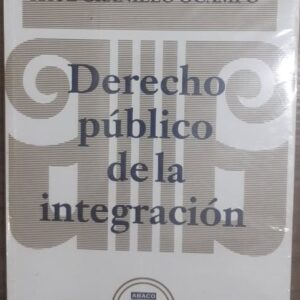 Derecho
público
de la
integración
ABACO